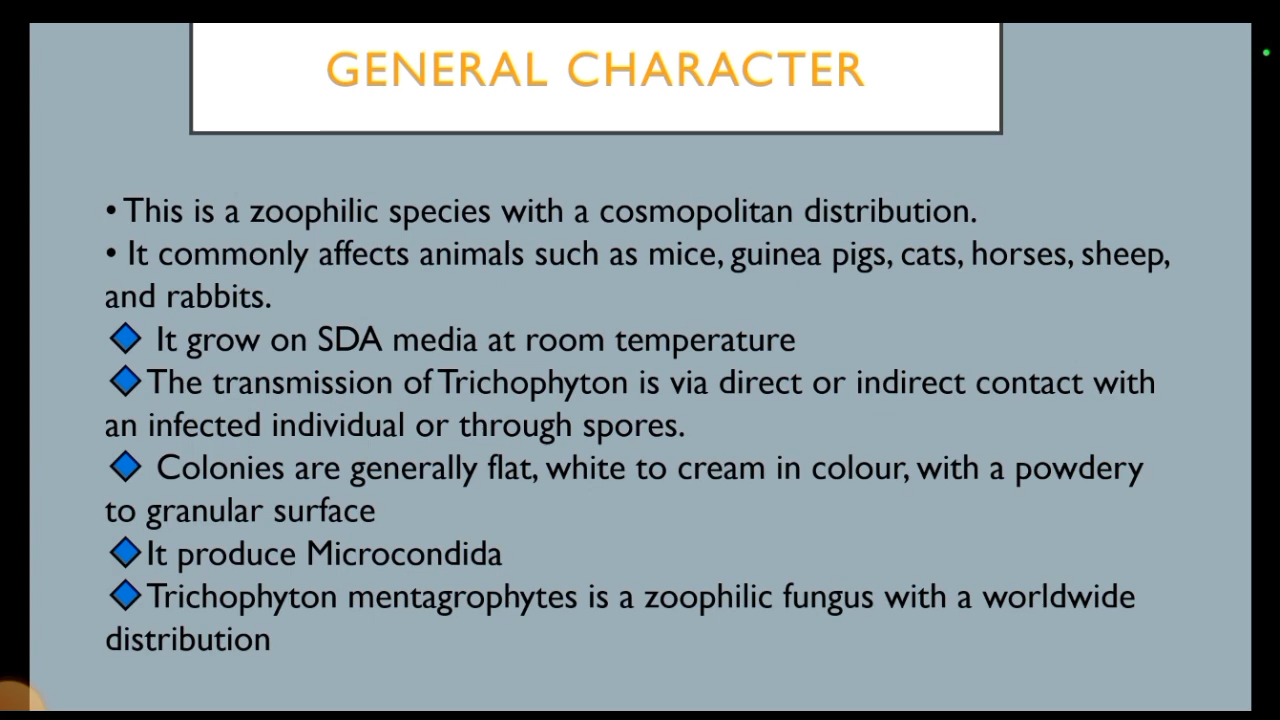 GENERAL CHARACTER
• This is a zoophilic species with a cosmopolitan distribution.
• It commonly affects animals such as mice, guinea pigs, cats, horses, sheep,
and rabbits.
🔷 It grow on SDA media at room temperature
🔷The transmission of Trichophyton is via direct or indirect contact with
an infected individual or through spores.
🔷 Colonies are generally flat, white to cream in colour, with a powdery
to granular surface
🔷It produce Microcondida
🔷Trichophyton mentagrophytes is a zoophilic fungus with a worldwide
distribution